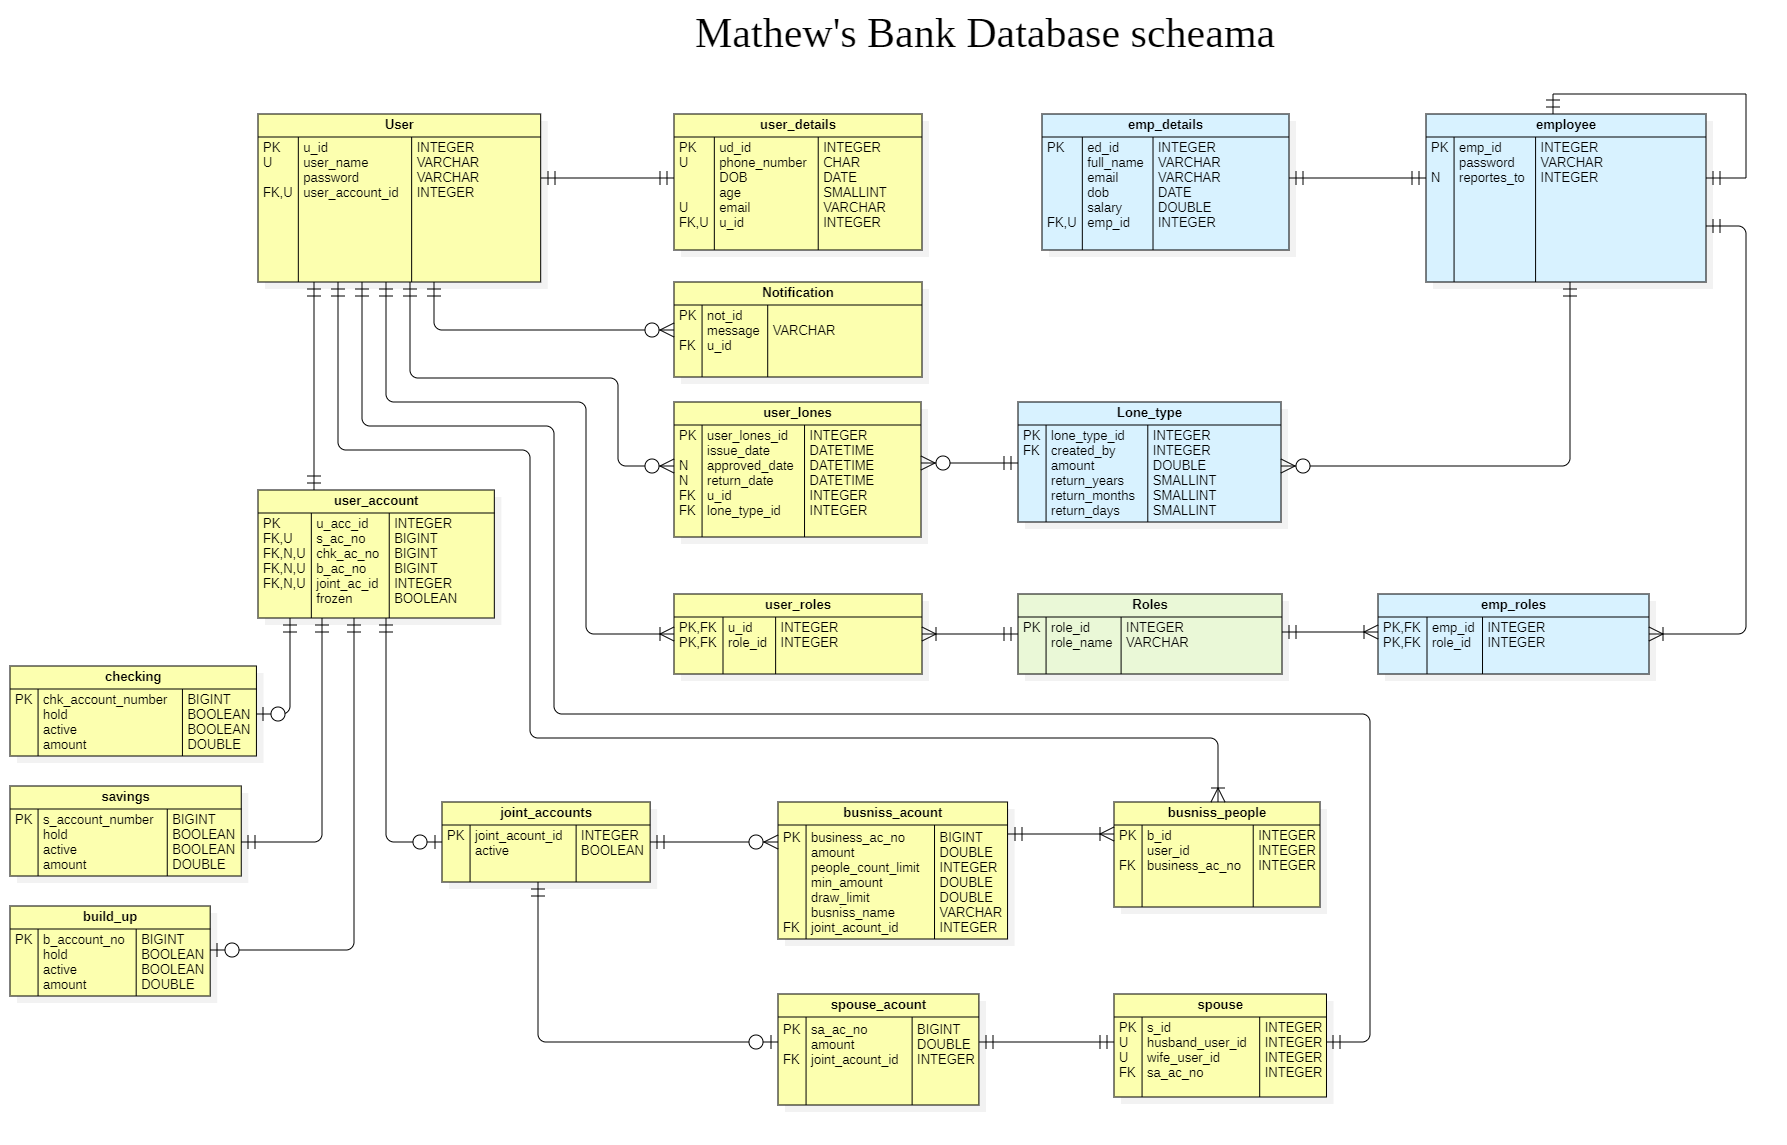 Mathew's Bank Database scheama
User
PK u_id INTEGER
U user_name VARCHAR
password VARCHAR
FK,U user_account_id INTEGER
user_details
PK ud_id INTEGER
U phone_number CHAR
DOB DATE
age SMALLINT
U email VARCHAR
FK,U u_id INTEGER
emp_details
PK ed_id INTEGER
full_name VARCHAR
email VARCHAR
dob DATE
salary DOUBLE
FK,U emp_id INTEGER
employee
PK emp_id INTEGER
password VARCHAR
N reportes_to INTEGER
Notification
PK not_id
message VARCHAR
FK u_id
user_lones
PK user_lones_id INTEGER
issue_date DATETIME
N approved_date DATETIME
N return_date DATETIME
FK u_id INTEGER
FK lone_type_id INTEGER
Lone_type
PK lone_type_id INTEGER
FK created_by INTEGER
amount DOUBLE
return_years SMALLINT
return_months SMALLINT
return_days SMALLINT
user_account
PK u_acc_id INTEGER
FK,U s_ac_no BIGINT
FK,N,U chk_ac_no BIGINT
FK,N,U b_ac_no BIGINT
FK,N,U joint_ac_id INTEGER
frozen BOOLEAN
user_roles
PK,FK u_id INTEGER
PK,FK role_id INTEGER
Roles
PK role_id INTEGER
role_name VARCHAR
emp_roles
PK,FK emp_id INTEGER
PK,FK role_id INTEGER
checking
PK chk_account_number BIGINT
hold BOOLEAN
active BOOLEAN
amount DOUBLE
savings
PK s_account_number BIGINT
hold BOOLEAN
active BOOLEAN
amount DOUBLE
build_up
PK b_account_no BIGINT
hold BOOLEAN
active BOOLEAN
amount DOUBLE
joint_accounts
PK joint_acount_id INTEGER
active BOOLEAN
busniss_acount
PK business_ac_no BIGINT
amount DOUBLE
people_count_limit INTEGER
min_amount DOUBLE
draw_limit DOUBLE
busniss_name VARCHAR
FK joint_acount_id INTEGER
busniss_people
PK b_id INTEGER
user_id INTEGER
FK business_ac_no INTEGER
spouse_acount
PK sa_ac_no BIGINT
amount DOUBLE
FK joint_acount_id INTEGER
spouse
PK s_id INTEGER
U husband_user_id INTEGER
U wife_user_id INTEGER
FK sa_ac_no INTEGER